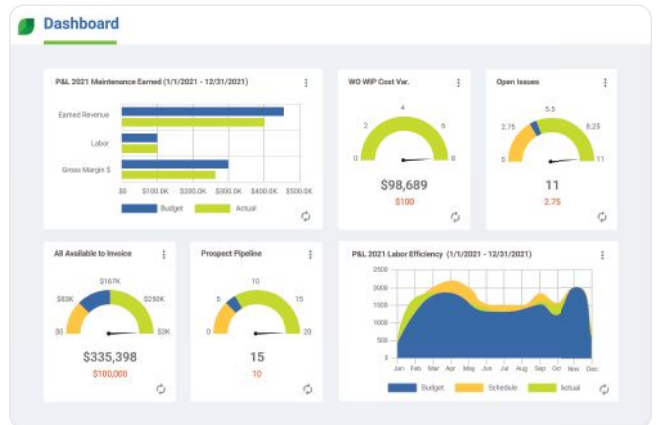 Dashboard
P&L 2021 Maintenance Earned (1/1/2021 - 12/31/2021)
Earned Revenue
Labor
Gross Margin $
$0 $100.0K $200.0K $300.0K $400.0K $500.0K
Budget Actual
WO WIP Cost Var.
4
2 6
0 8
$98,689
$100
Open Issues
5.5
2.75 8.25
0 11
11
2.75
All Available to Invoice
$167K
$83K $250K
$0 $3K
$335,398
$100,000
Prospect Pipeline
10
5 15
0 20
15
10
P&L 2021 Labor Efficiency (1/1/2021 - 12/31/2021)
2500
2000
1500
1000
500
0
Jan Feb Mar Apr May Jun Jul Aug Sep Oct Nov Dec
Budget Schedule Actual